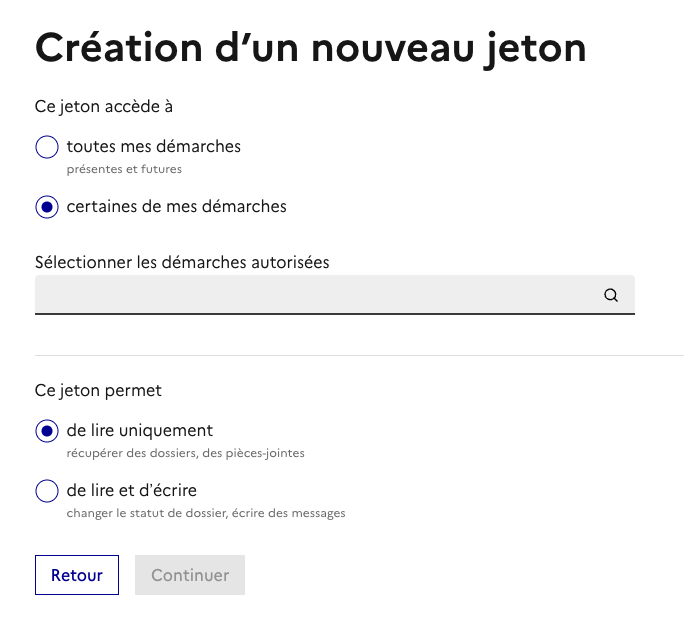 Création d’un nouveau jeton
Ce jeton accède à
toutes mes démarches
présentes et futures
certaines de mes démarches
Sélectionner les démarches autorisées
Ce jeton permet
de lire uniquement
récupérer des dossiers, des pièces-jointes
de lire et d’écrire
changer le statut de dossier, écrire des messages
Retour
Continuer